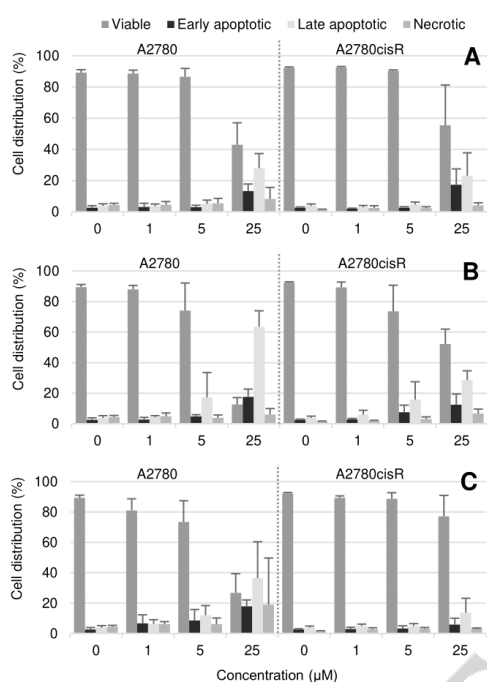 Viable Early apoptotic Late apoptotic Necrotic
A2780 A2780cisR A
Cell distribution (%)
100
80
60
40
20
0
0 1 5 25 0 1 5 25
A2780 A2780cisR B
Cell distribution (%)
100
80
60
40
20
0
0 1 5 25 0 1 5 25
A2780 A2780cisR C
Cell distribution (%)
100
80
60
40
20
0
0 1 5 25 0 1 5 25
Concentration (µM)